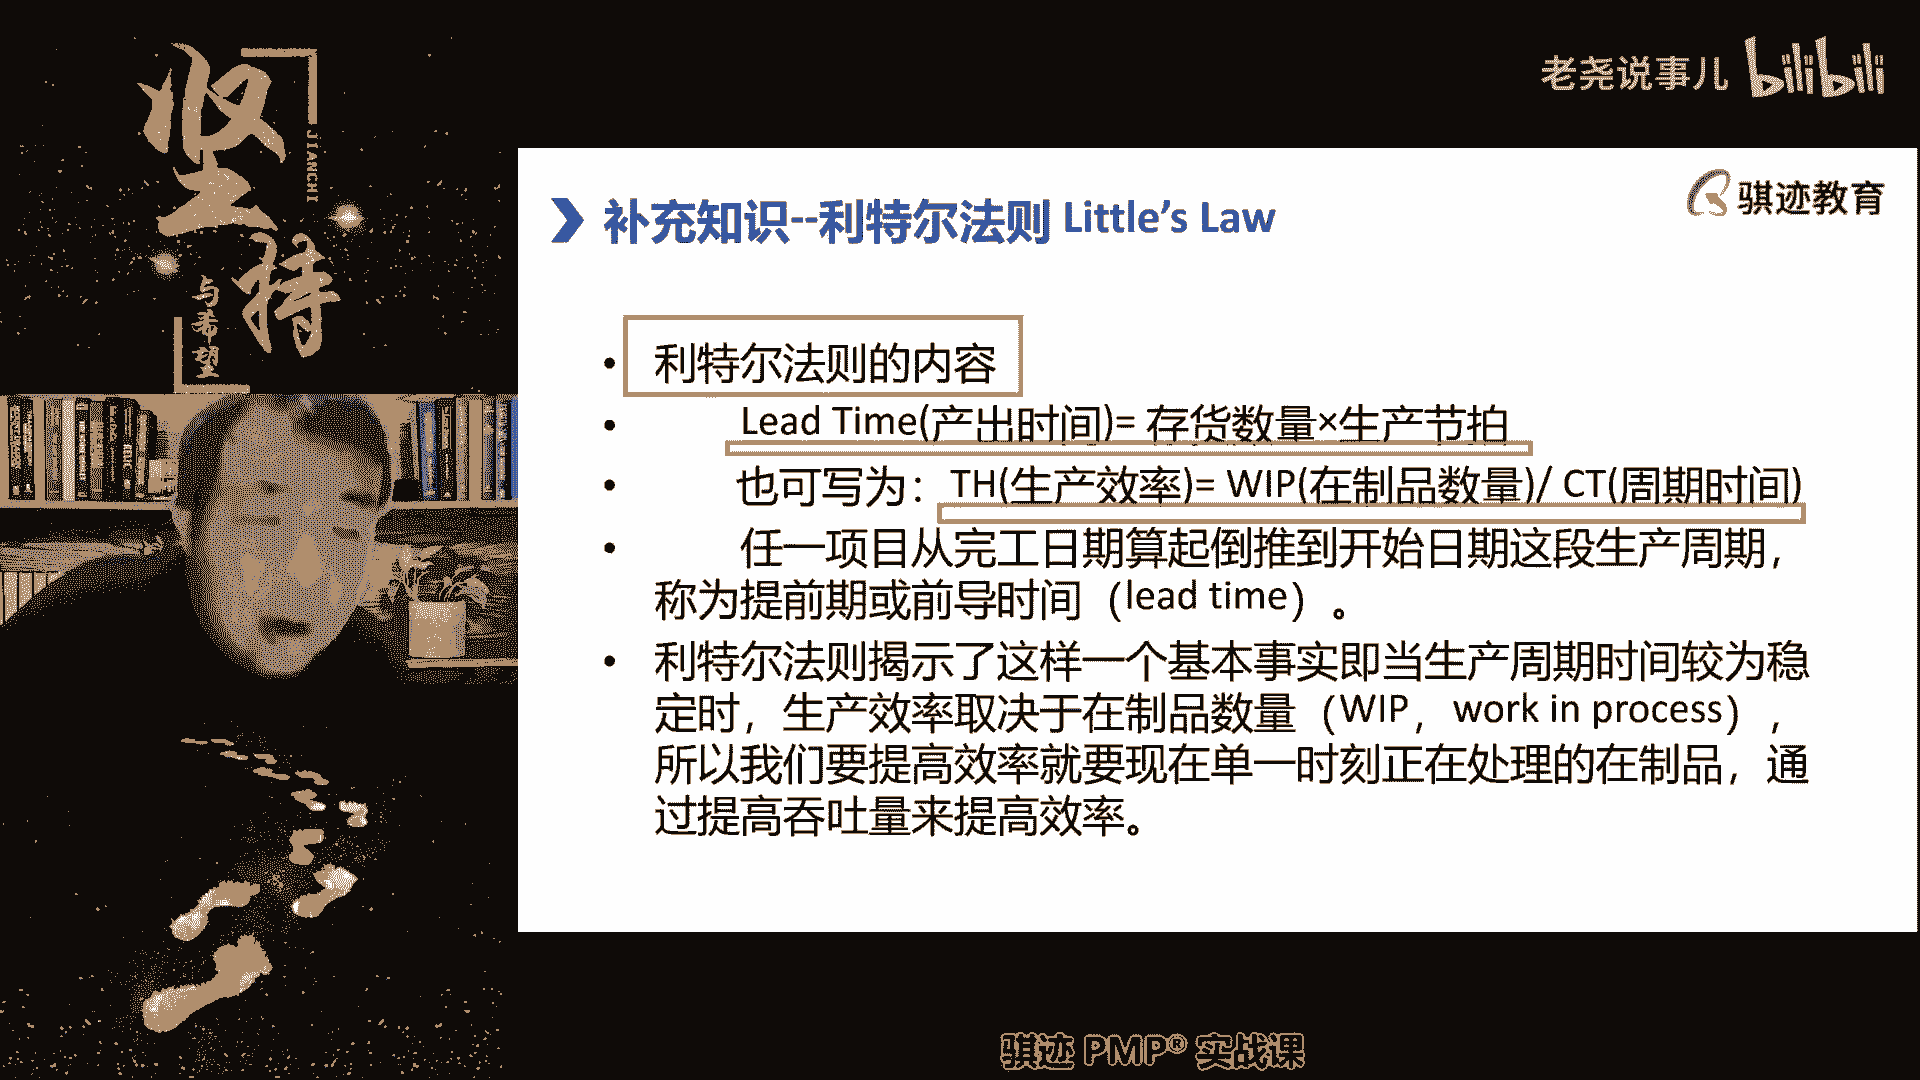 坚持
JIANCHI
与希望
老尧说事儿 bilibili
骐迹教育
补充知识--利特尔法则 Little's Law
• 利特尔法则的内容
• Lead Time(产出时间)= 存货数量×生产节拍
• 也可写为：TH(生产效率)= WIP(在制品数量)/ CT(周期时间)
• 任一项目从完工日期算起倒推到开始日期这段生产周期，
称为提前期或前导时间（lead time）。
• 利特尔法则揭示了这样一个基本事实即当生产周期时间较为稳
定时，生产效率取决于在制品数量（WIP，work in process），
所以我们要提高效率就要现在单一时刻正在处理的在制品，通
过提高吞吐量来提高效率。
骐迹 PMP® 实战课